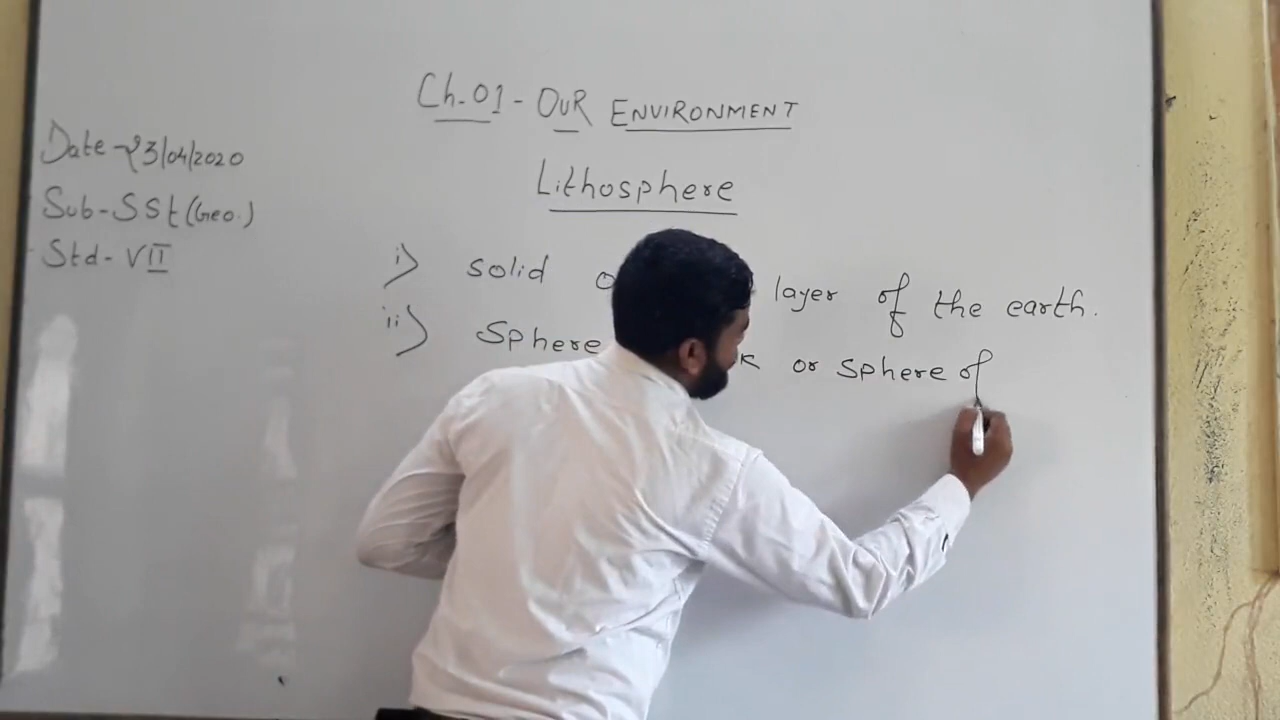 Ch.01 - OUR ENVIRONMENT
Date - 23/04/2020
Sub - SSt (Geo.)
Std - VII
Lithosphere
i) solid layer of the earth.
ii) Sphere or sphere of